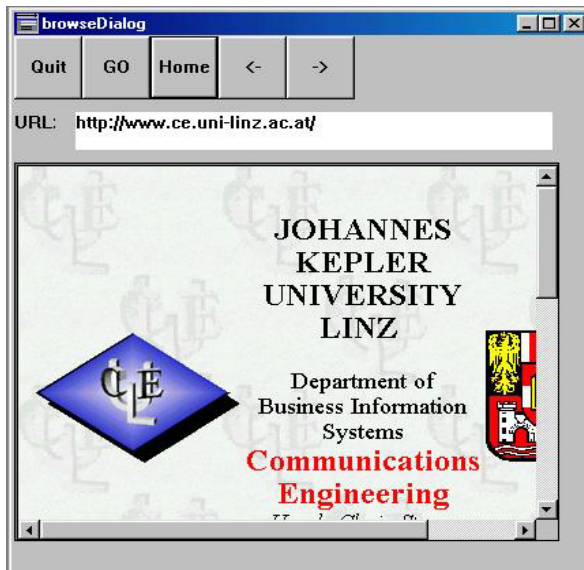 browseDialog
Quit GO Home <- ->
URL: http://www.ce.uni-linz.ac.at/
JOHANNES
KEPLER
UNIVERSITY
LINZ
Department of
Business Information
Systems
Communications
Engineering